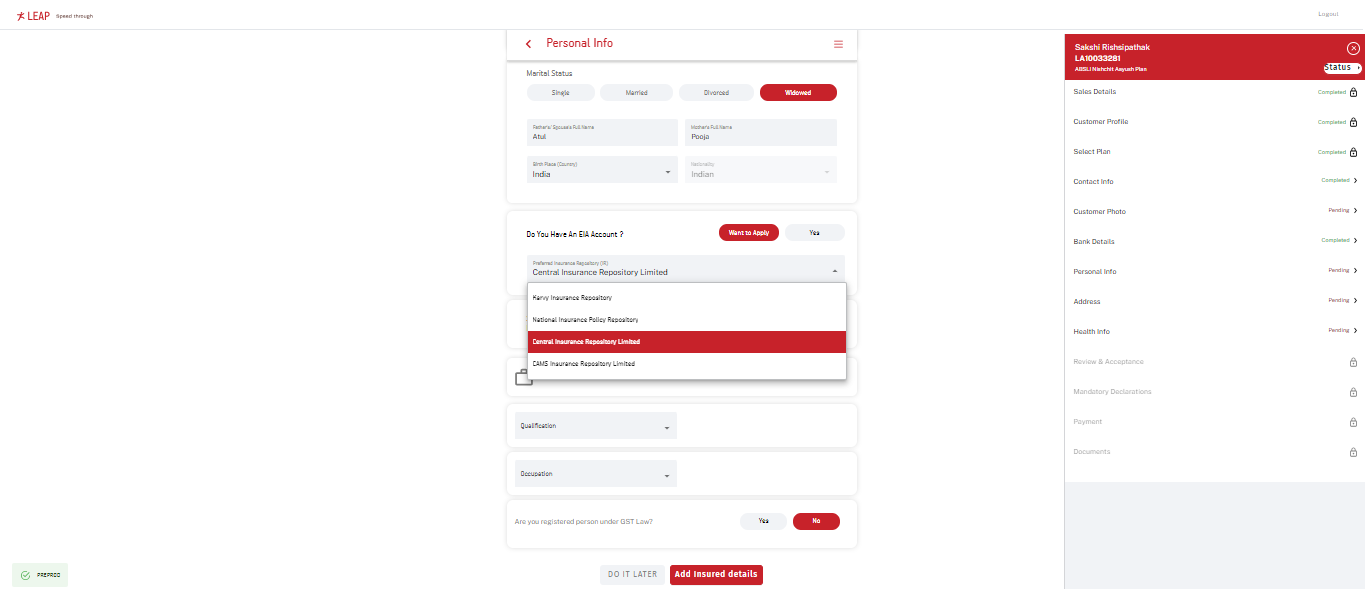 LEAP Speed through
Logout
Personal Info
Marital Status
Single Married Divorced Widowed
Father's/ Spouse's Full Name
Atul
Mother's Full Name
Pooja
Birth Place (Country)
India
Nationality
Indian
Do You Have An EIA Account ?
Want to Apply Yes
Preferred Insurance Repository (IR)
Central Insurance Repository Limited
Karvy Insurance Repository
National Insurance Policy Repository
Central Insurance Repository Limited
CAMS Insurance Repository Limited
Qualification
Occupation
Are you registered person under GST Law? Yes No
DO IT LATER Add Insured details
PREPROD
Sakshi Rishsipathak
LA10033281
ABSLI Nishchit Aayush Plan
Status
Sales Details Completed
Customer Profile Completed
Select Plan Completed
Contact Info Completed
Customer Photo Pending
Bank Details Completed
Personal Info Pending
Address Pending
Health Info Pending
Review & Acceptance
Mandatory Declarations
Payment
Documents